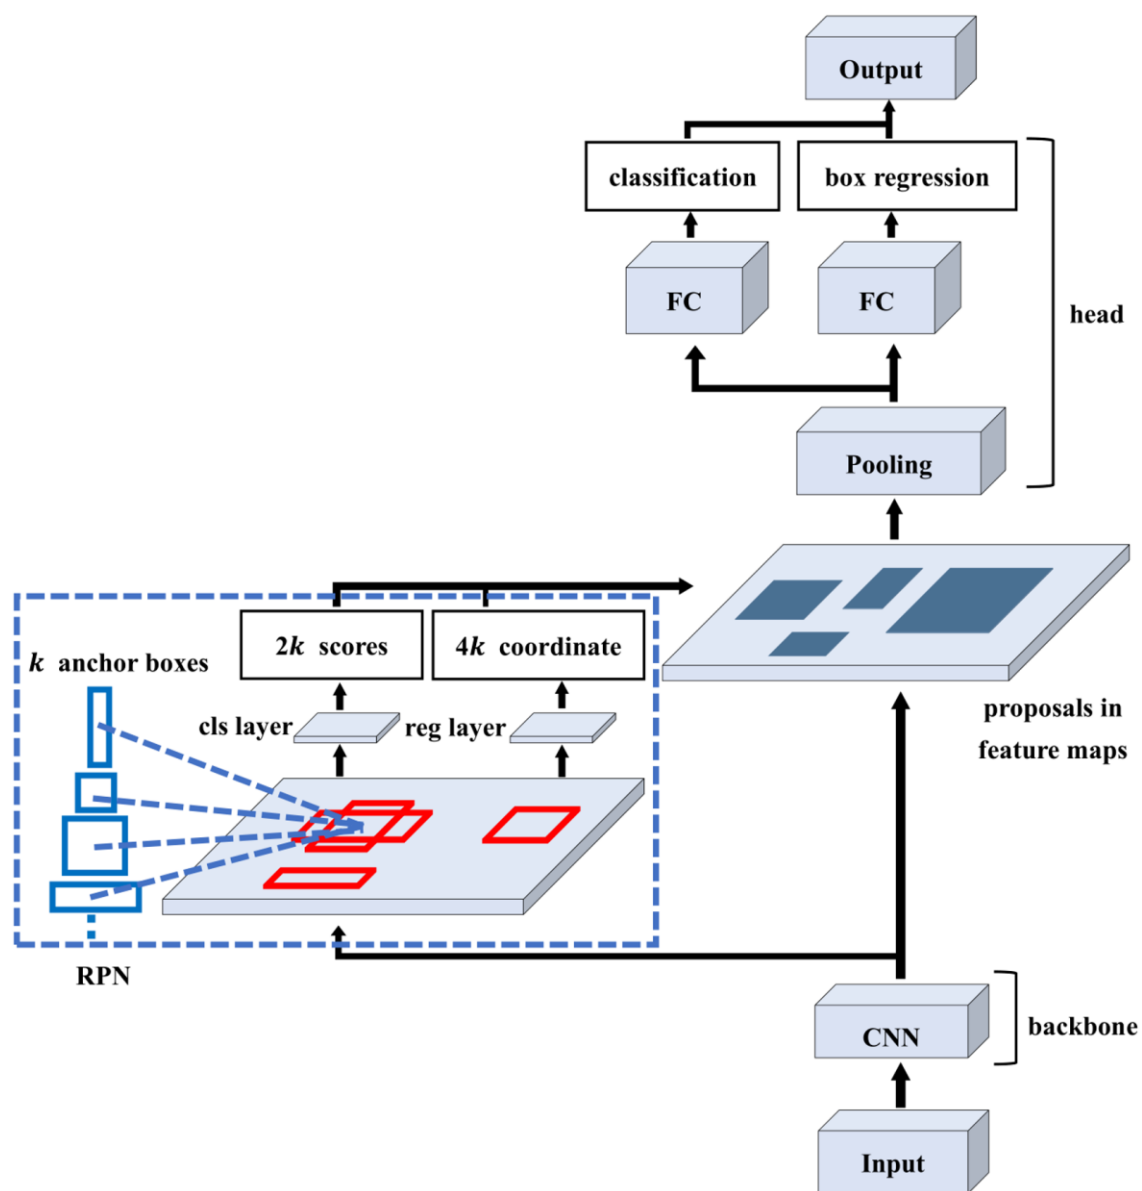 Output
classification
box regression
FC
FC
head
Pooling
2k scores
4k coordinate
k anchor boxes
cls layer
reg layer
proposals in
feature maps
RPN
CNN
backbone
Input